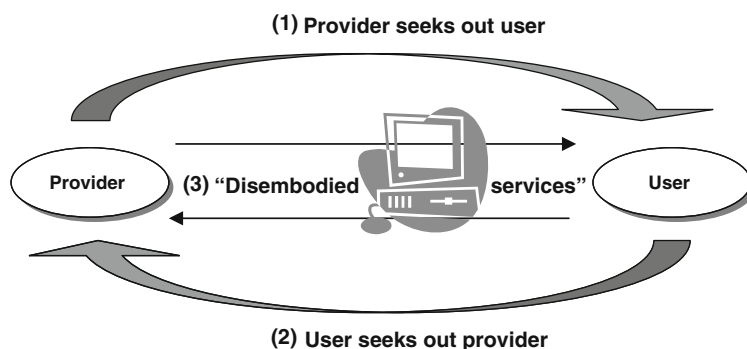 (1) Provider seeks out user
Provider
(3) “Disembodied services”
User
(2) User seeks out provider